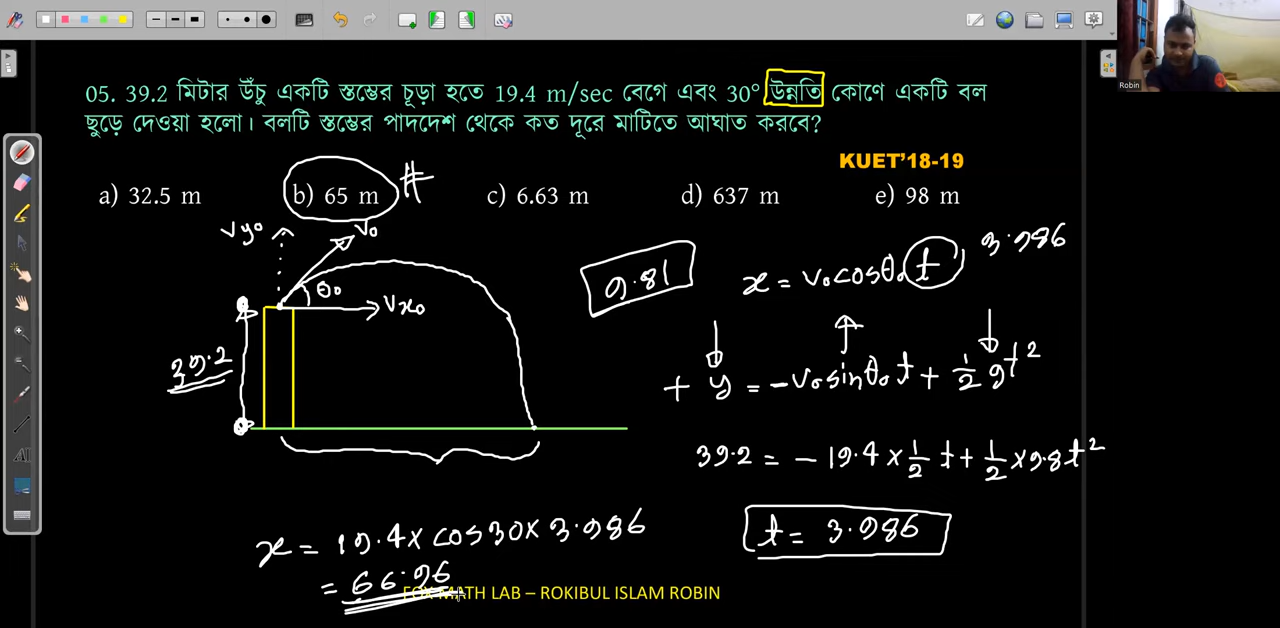 05. 39.2 মিটার উঁচু একটি স্তম্ভের চূড়া হতে 19.4 m/sec বেগে এবং 30° উন্নতি কোণে একটি বল
ছুড়ে দেওয়া হলো। বলটি স্তম্ভের পাদদেশ থেকে কত দূরে মাটিতে আঘাত করবে?
KUET’18-19
a) 32.5 m b) 65 m c) 6.63 m d) 637 m e) 98 m
Vy₀
V₀
θ₀
Vx₀
39.2
9.81
x = v₀cosθ₀ t 3.986
+ y = -v₀sinθ₀ t + 1/2 gt²
39.2 = - 19.4 × 1/2 t + 1/2 × 9.8t²
t = 3.986
x = 19.4 × cos30 × 3.986
= 66.96
FOX MATH LAB – ROKIBUL ISLAM ROBIN
Robin